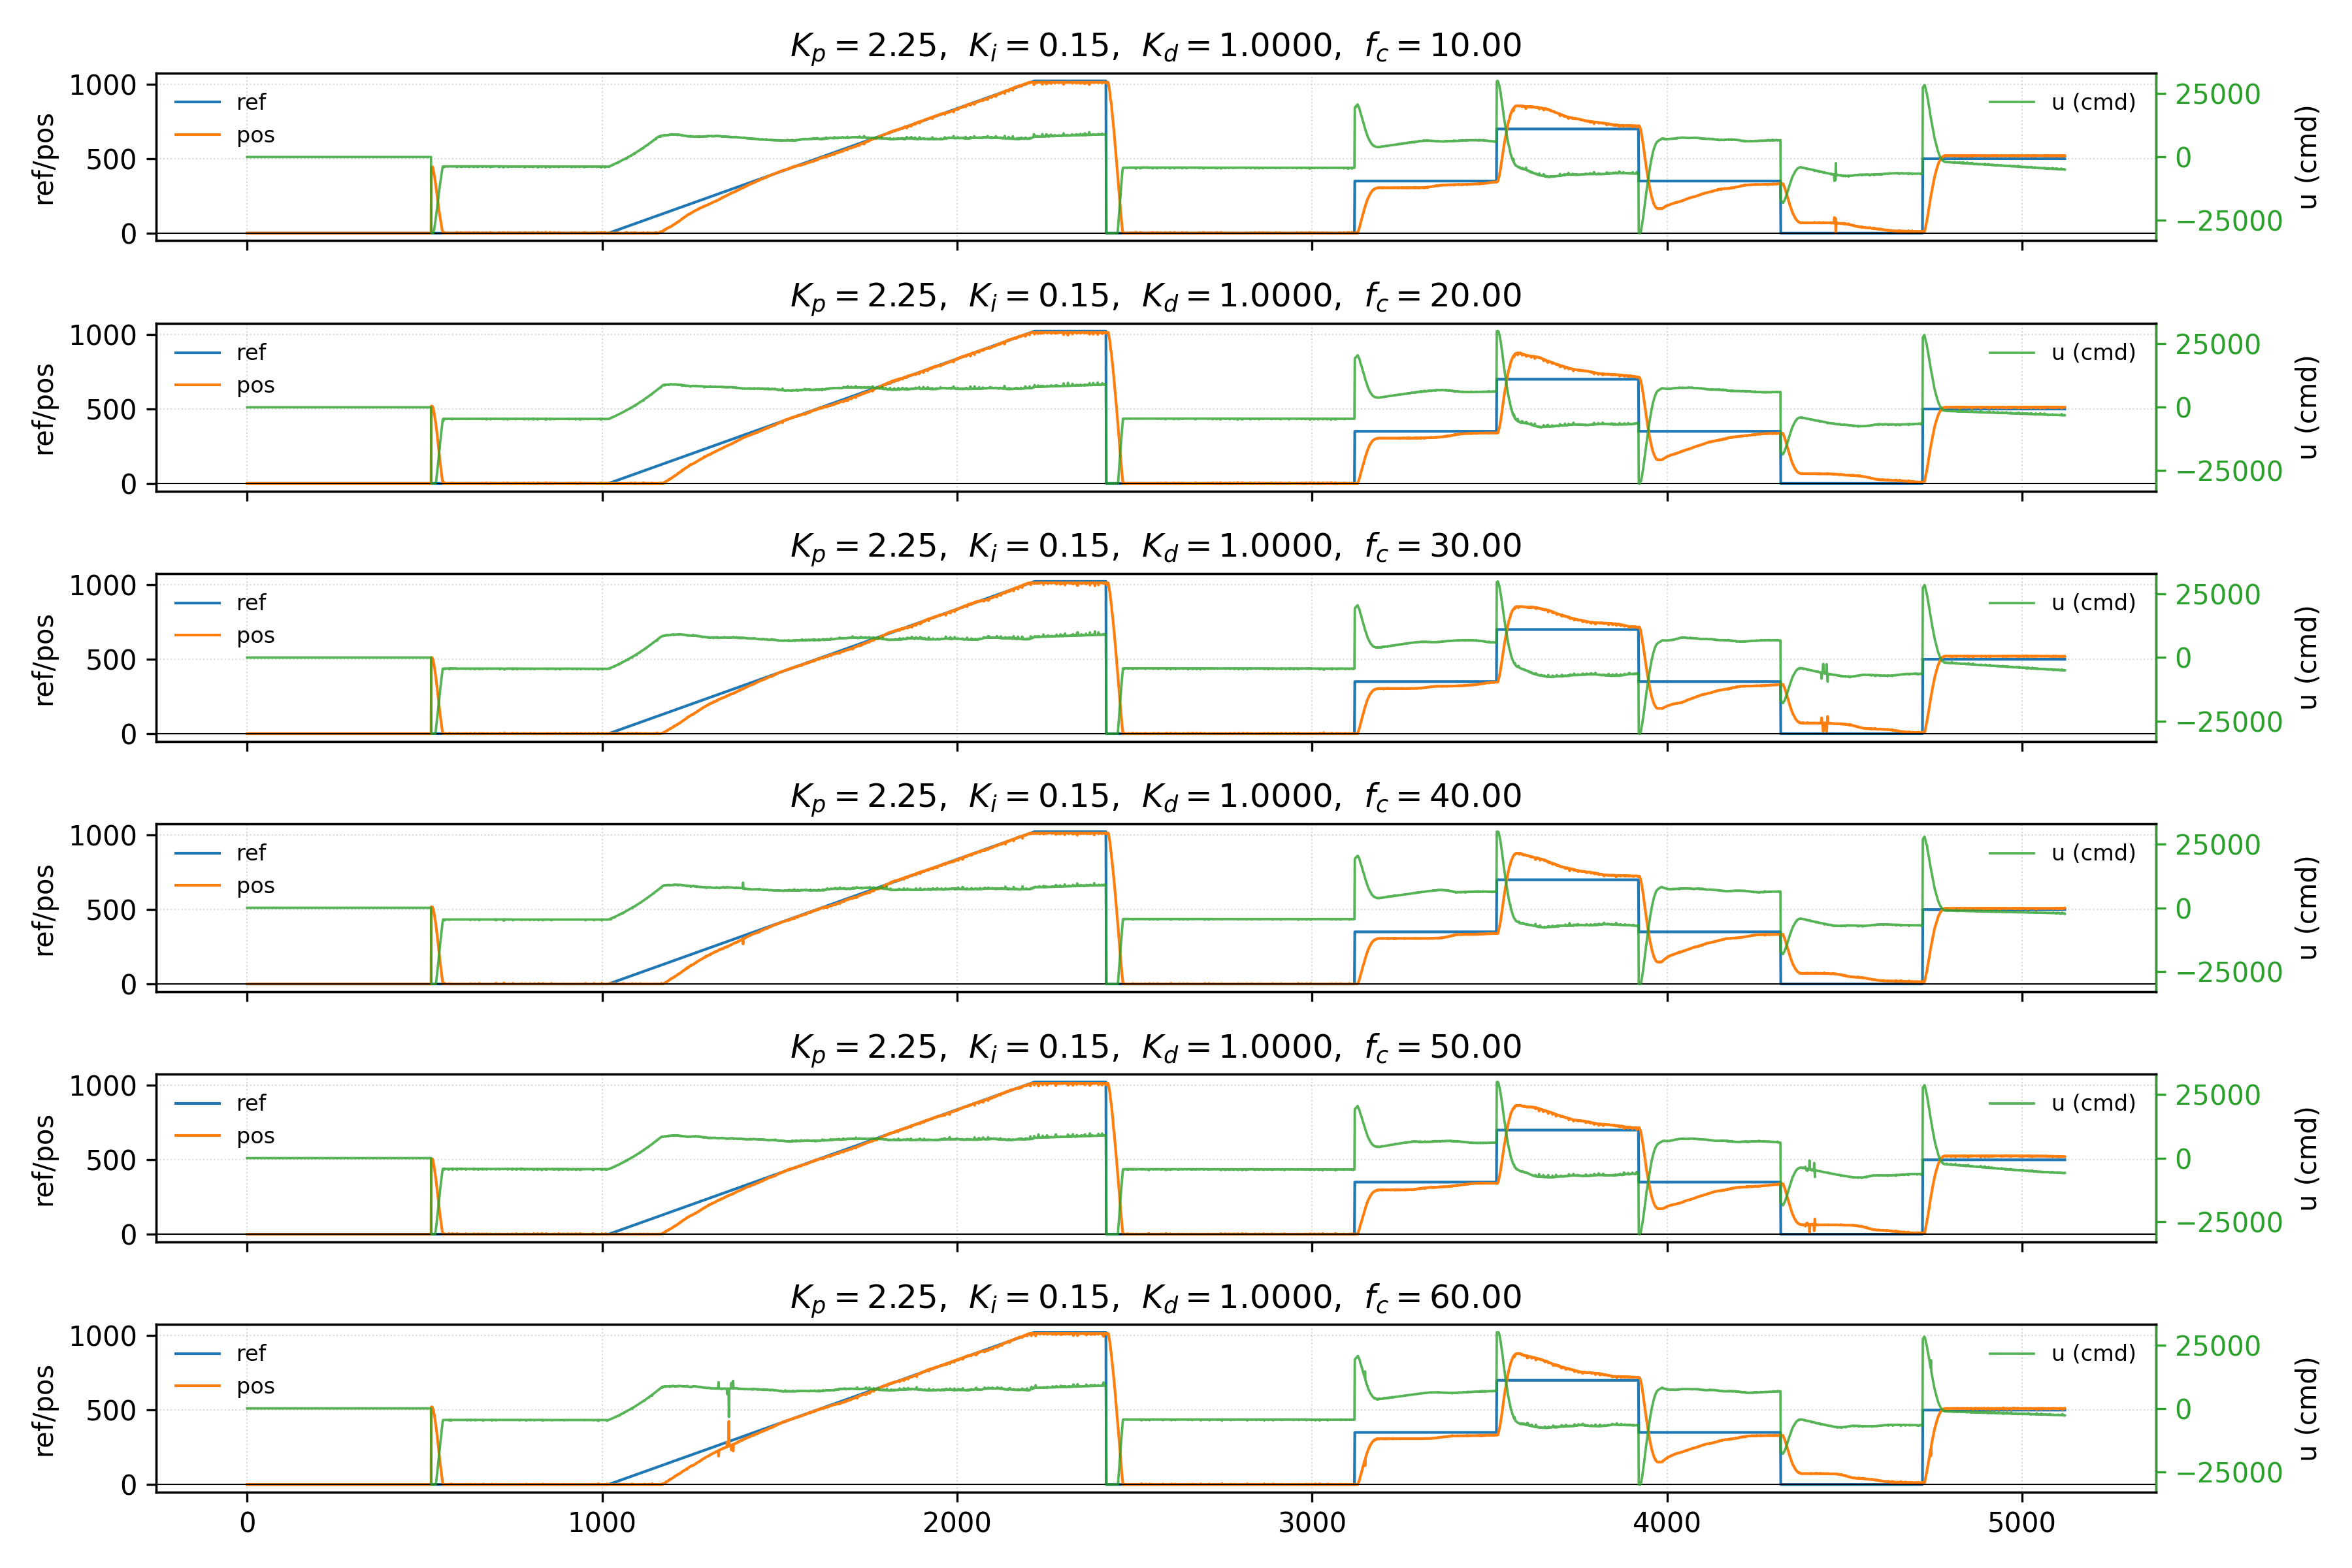 K_p = 2.25,  K_i = 0.15,  K_d = 1.0000,  f_c = 10.00
ref/pos
1000
500
0
ref
pos
u (cmd)
25000
0
−25000
u (cmd)
K_p = 2.25,  K_i = 0.15,  K_d = 1.0000,  f_c = 20.00
ref/pos
1000
500
0
ref
pos
u (cmd)
25000
0
−25000
u (cmd)
K_p = 2.25,  K_i = 0.15,  K_d = 1.0000,  f_c = 30.00
ref/pos
1000
500
0
ref
pos
u (cmd)
25000
0
−25000
u (cmd)
K_p = 2.25,  K_i = 0.15,  K_d = 1.0000,  f_c = 40.00
ref/pos
1000
500
0
ref
pos
u (cmd)
25000
0
−25000
u (cmd)
K_p = 2.25,  K_i = 0.15,  K_d = 1.0000,  f_c = 50.00
ref/pos
1000
500
0
ref
pos
u (cmd)
25000
0
−25000
u (cmd)
K_p = 2.25,  K_i = 0.15,  K_d = 1.0000,  f_c = 60.00
ref/pos
1000
500
0
ref
pos
u (cmd)
25000
0
−25000
u (cmd)
0 1000 2000 3000 4000 5000